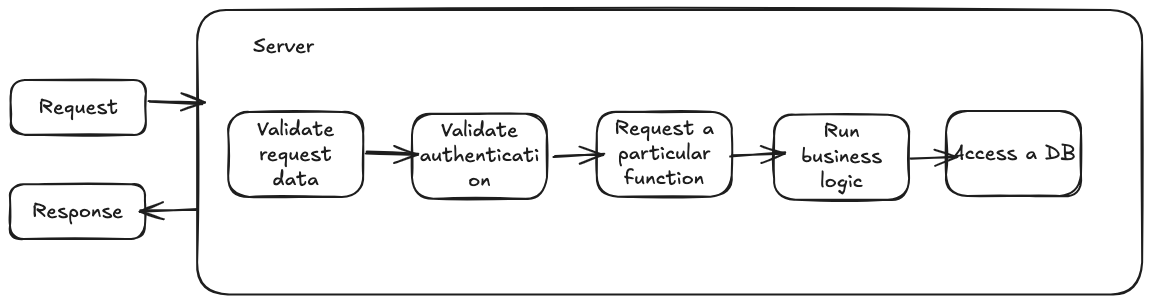 Server
Request
Validate
request
data
Validate
authenticati
on
Request a
particular
function
Run
business
logic
Access a DB
Response